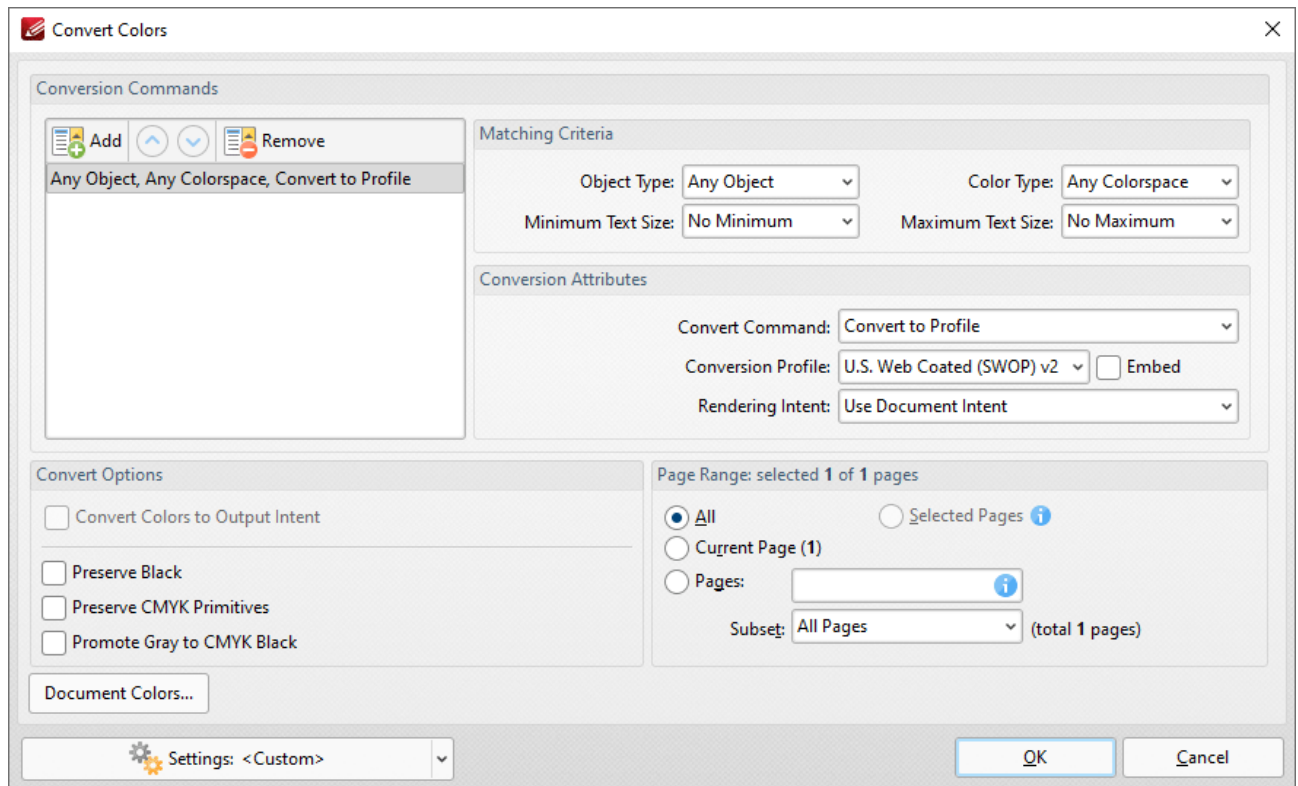 Convert Colors
Conversion Commands
Add Remove
Any Object, Any Colorspace, Convert to Profile
Matching Criteria
Object Type: Any Object Color Type: Any Colorspace
Minimum Text Size: No Minimum Maximum Text Size: No Maximum
Conversion Attributes
Convert Command: Convert to Profile
Conversion Profile: U.S. Web Coated (SWOP) v2 Embed
Rendering Intent: Use Document Intent
Convert Options
Convert Colors to Output Intent
Preserve Black
Preserve CMYK Primitives
Promote Gray to CMYK Black
Page Range: selected 1 of 1 pages
All Selected Pages
Current Page (1)
Pages:
Subset: All Pages (total 1 pages)
Document Colors...
Settings: <Custom> OK Cancel